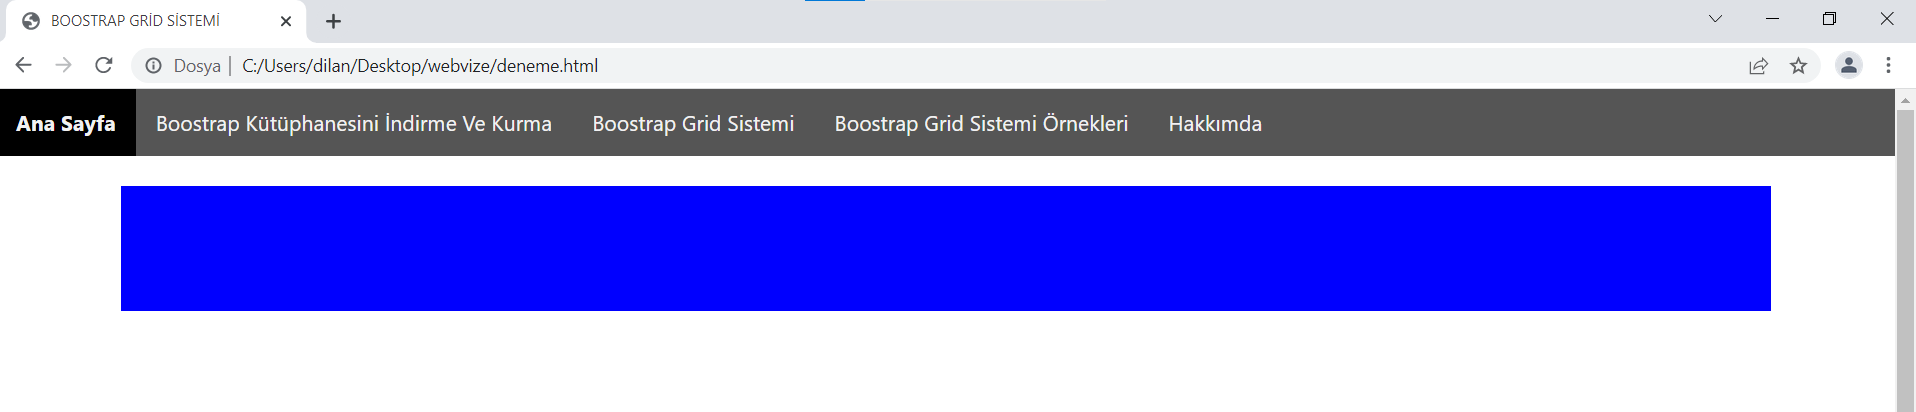 BOOSTRAP GRİD SİSTEMİ
Dosya | C:/Users/dilan/Desktop/webvize/deneme.html
Ana Sayfa Boostrap Kütüphanesini İndirme Ve Kurma Boostrap Grid Sistemi Boostrap Grid Sistemi Örnekleri Hakkımda